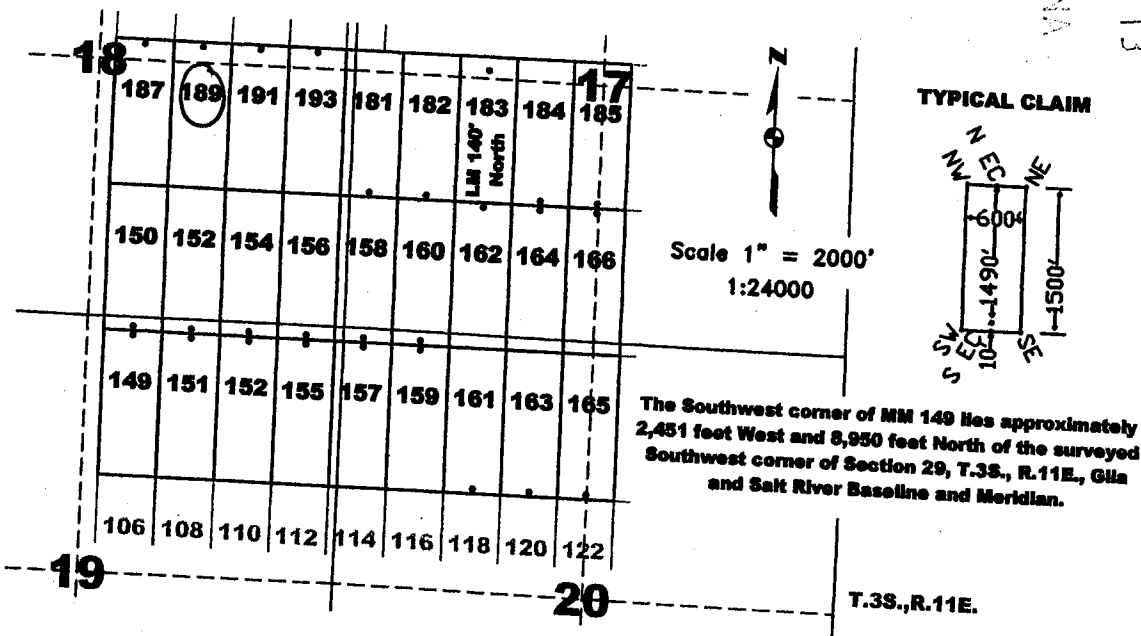 13
NA
18
17
187 189 191 193 181 182 183 184 185
LM 140'
North
150 152 154 156 158 160 162 164 166
149 151 152 155 157 159 161 163 165
106 108 110 112 114 116 118 120 122
19
20
N
Scale 1" = 2000'
1:24000
TYPICAL CLAIM
NW
N EC
NE
600'
1490'
1500'
10'
SW
S EC
SE
The Southwest corner of MM 149 lies approximately
2,451 feet West and 8,950 feet North of the surveyed
Southwest corner of Section 29, T.3S., R.11E., Gila
and Salt River Baseline and Meridian.
T.3S.,R.11E.